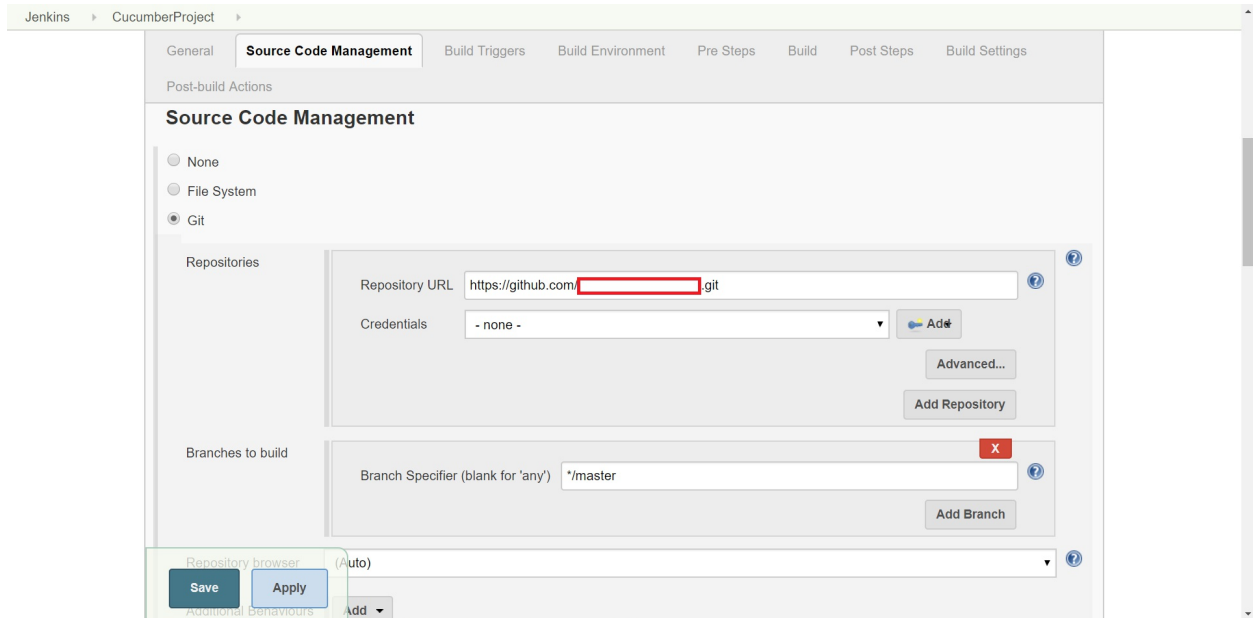 Jenkins CucumberProject
General Source Code Management Build Triggers Build Environment Pre Steps Build Post Steps Build Settings
Post-build Actions
Source Code Management
None
File System
Git
Repositories
Repository URL https://github.com/ .git
Credentials - none - Add
Advanced...
Add Repository
Branches to build
X
Branch Specifier (blank for 'any') */master
Add Branch
Repository browser (Auto)
Save Apply
Additional Behaviours Add